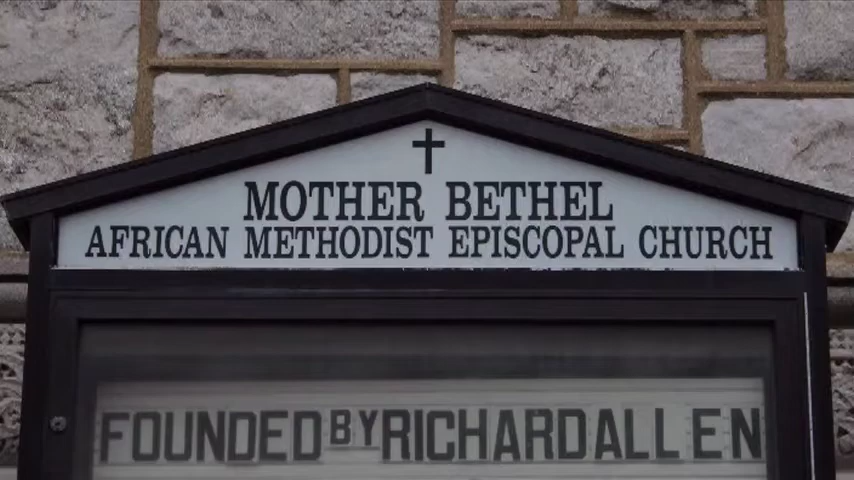 MOTHER BETHEL
AFRICAN METHODIST EPISCOPAL CHURCH
FOUNDED BY RICHARD ALLEN